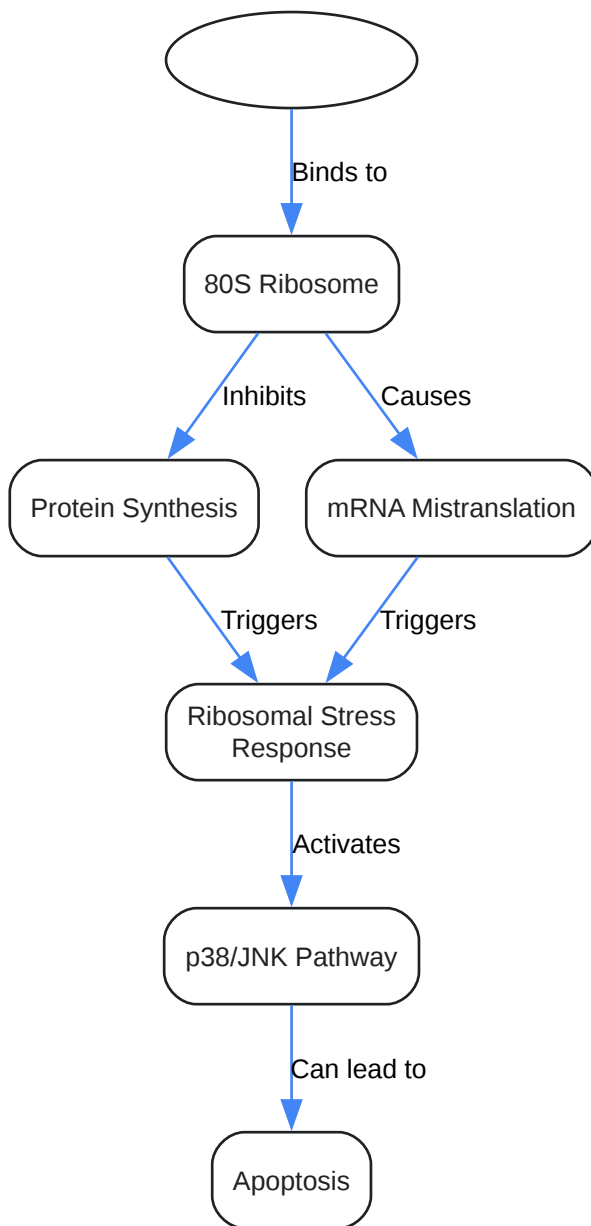 Binds to
80S Ribosome
Inhibits
Causes
Protein Synthesis
mRNA Mistranslation
Triggers
Triggers
Ribosomal Stress
Response
Activates
p38/JNK Pathway
Can lead to
Apoptosis